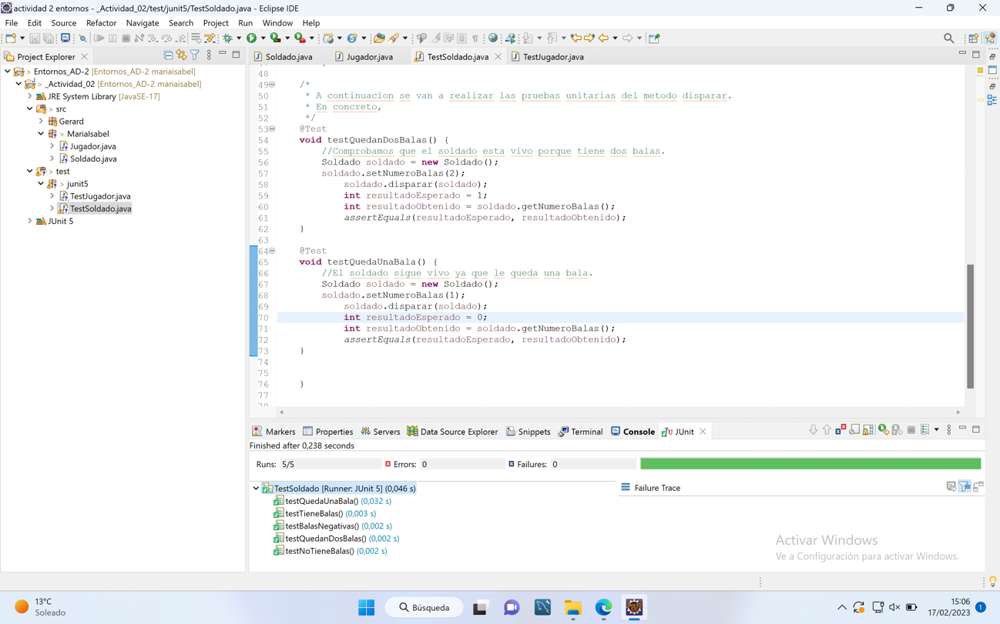 actividad 2 entornos - _Actividad_02/test/junit5/TestSoldado.java - Eclipse IDE
File Edit Source Refactor Navigate Search Project Run Window Help
Project Explorer
Entornos_AD-2 [Entornos_AD-2 mariaisabel]
_Actividad_02 [Entornos_AD-2 mariaisabel]
JRE System Library [JavaSE-17]
src
Gerard
MariaIsabel
Jugador.java
Soldado.java
test
junit5
TestJugador.java
TestSoldado.java
JUnit 5
Soldado.java Jugador.java TestSoldado.java TestJugador.java
48
49 /*
50 * A continuacion se van a realizar las pruebas unitarias del metodo disparar.
51 * En concreto,
52 */
53 @Test
54 void testQuedanDosBalas() {
55 //Comprobamos que el soldado esta vivo porque tiene dos balas.
56 Soldado soldado = new Soldado();
57 soldado.setNumeroBalas(2);
58 soldado.disparar(soldado);
59 int resultadoEsperado = 1;
60 int resultadoObtenido = soldado.getNumeroBalas();
61 assertEquals(resultadoEsperado, resultadoObtenido);
62 }
63
64 @Test
65 void testQuedaUnaBala() {
66 //El soldado sigue vivo ya que le queda una bala.
67 Soldado soldado = new Soldado();
68 soldado.setNumeroBalas(1);
69 soldado.disparar(soldado);
70 int resultadoEsperado = 0;
71 int resultadoObtenido = soldado.getNumeroBalas();
72 assertEquals(resultadoEsperado, resultadoObtenido);
73 }
74
75
76 }
77
78
Markers Properties Servers Data Source Explorer Snippets Terminal Console JUnit
Finished after 0,238 seconds
Runs: 5/5 Errors: 0 Failures: 0
TestSoldado [Runner: JUnit 5] (0,046 s)
testQuedaUnaBala() (0,032 s)
testTieneBalas() (0,003 s)
testBalasNegativas() (0,002 s)
testQuedanDosBalas() (0,002 s)
testNoTieneBalas() (0,002 s)
Failure Trace
Activar Windows
Ve a Configuración para activar Windows.
13°C
Soleado
Búsqueda
15:06
17/02/2023
1